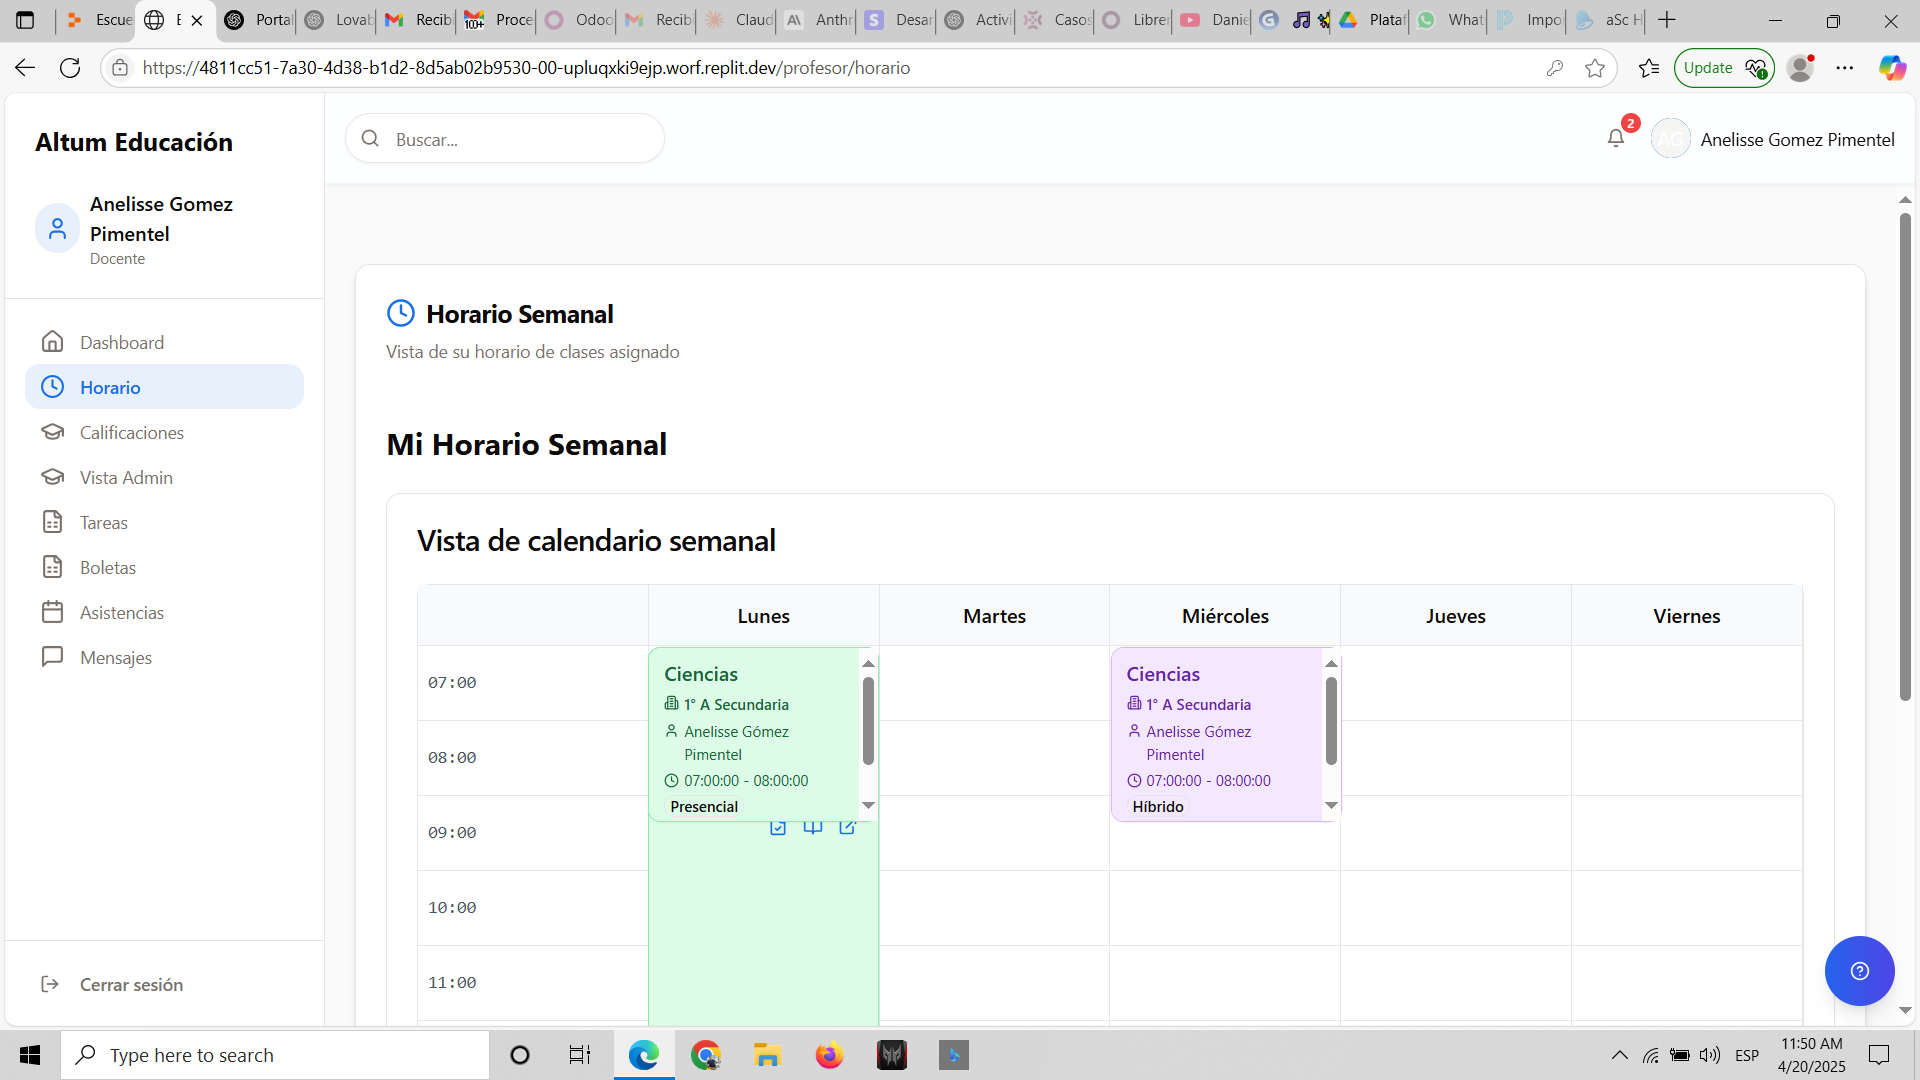 Escue
E
Portal
Lovab
Recib
100+
Proce
Odoo
Recib
Claud
Anthr
Desar
Activi
Casos
Librer
Danie
Plataf
What
Impo
aSc H
https://4811cc51-7a30-4d38-b1d2-8d5ab02b9530-00-upluqxki9ejp.worf.replit.dev/profesor/horario
Update
Altum Educación
Buscar...
2
AG
Anelisse Gomez Pimentel
Anelisse Gomez
Pimentel
Docente
Dashboard
Horario
Calificaciones
Vista Admin
Tareas
Boletas
Asistencias
Mensajes
Cerrar sesión
Horario Semanal
Vista de su horario de clases asignado
Mi Horario Semanal
Vista de calendario semanal
Lunes
Martes
Miércoles
Jueves
Viernes
07:00
08:00
09:00
10:00
11:00
Ciencias
1° A Secundaria
Anelisse Gómez
Pimentel
07:00:00 - 08:00:00
Presencial
Ciencias
1° A Secundaria
Anelisse Gómez
Pimentel
07:00:00 - 08:00:00
Híbrido
Type here to search
ESP
11:50 AM
4/20/2025